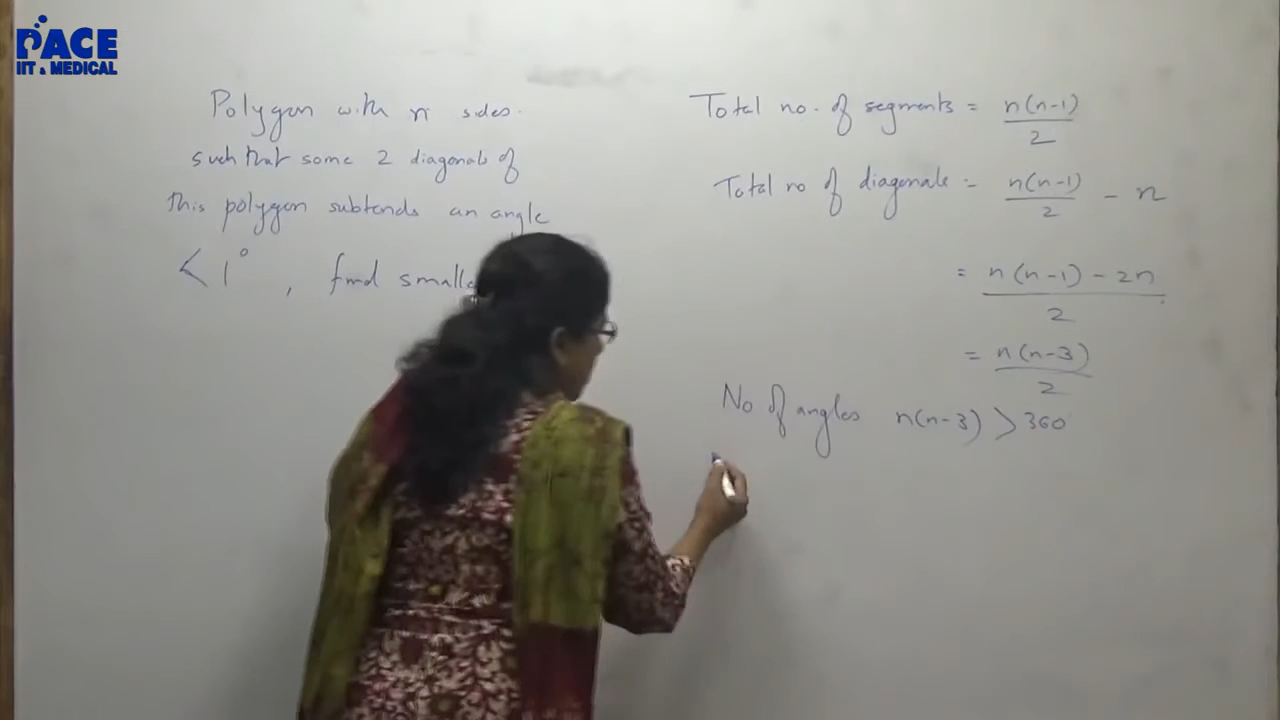 PACE
IIT & MEDICAL
Polygon with n sides.
such that some 2 diagonals of
this polygon subtends an angle
< 1° , find
Total no. of segments = n(n-1)/2
Total no of diagonals = n(n-1)/2 - n
= n(n-1) - 2n/2
= n(n-3)/2
No of angles n(n-3) > 360